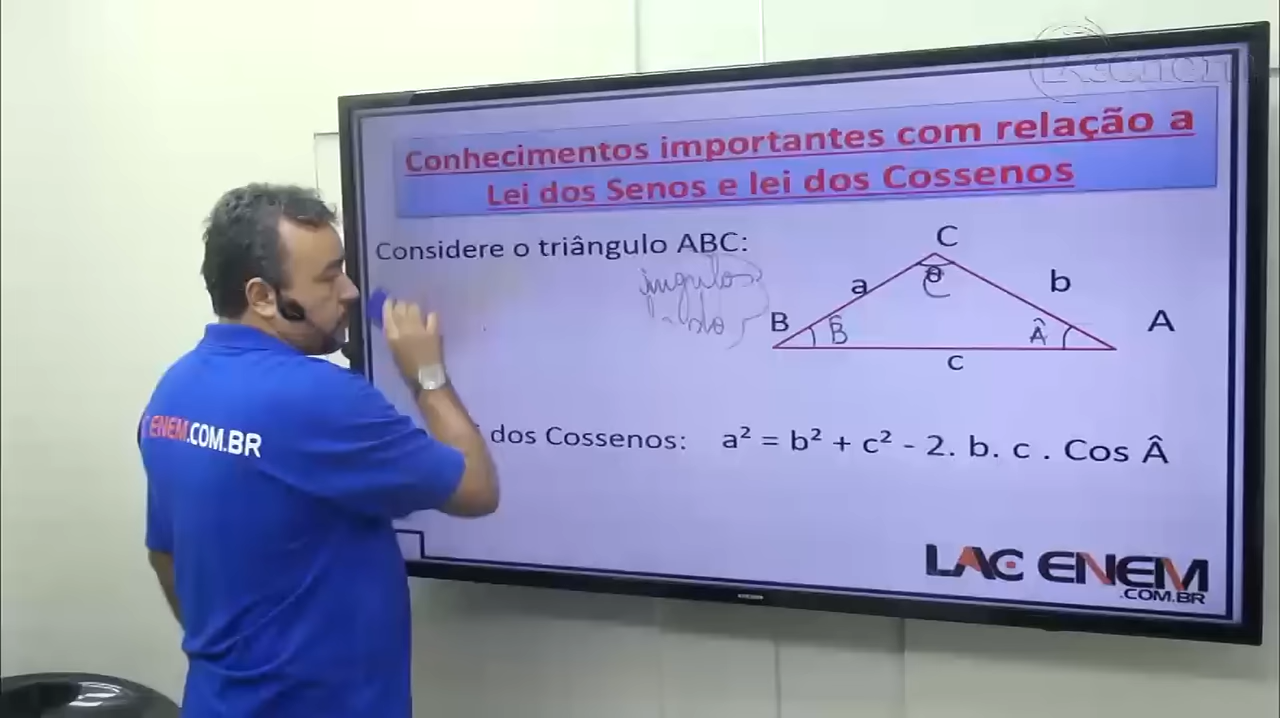 Conhecimentos importantes com relação a
Lei dos Senos e lei dos Cossenos
Considere o triângulo ABC:
C
a
b
θ
B
B̂
Â
A
c
ângulos
dos Cossenos: a² = b² + c² - 2. b. c . Cos Â
ENEM.COM.BR
LAC ENEM
.COM.BR